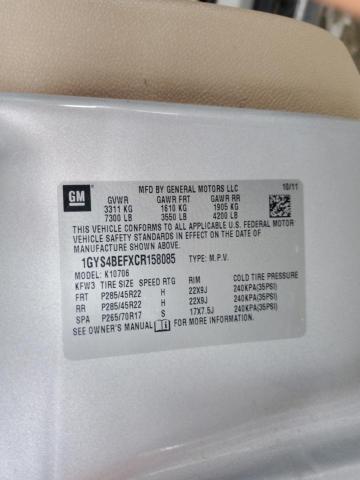 GM
MFD BY GENERAL MOTORS LLC 10/11
GVWR GAWR FRT GAWR RR
3311 KG 1610 KG 1905 KG
7300 LB 3550 LB 4200 LB
THIS VEHICLE CONFORMS TO ALL APPLICABLE U.S. FEDERAL MOTOR
VEHICLE SAFETY STANDARDS IN EFFECT ON THE DATE OF
MANUFACTURE SHOWN ABOVE.
1GYS4BEFXCR158085 TYPE: M.P.V.
MODEL: K10706
KFW3 TIRE SIZE SPEED RTG RIM COLD TIRE PRESSURE
FRT P285/45R22 H 22X9J 240KPA(35PSI)
RR P285/45R22 H 22X9J 240KPA(35PSI)
SPA P265/70R17 S 17X7.5J 240KPA(35PSI)
SEE OWNER'S MANUAL FOR ADDITIONAL INFORMATION.